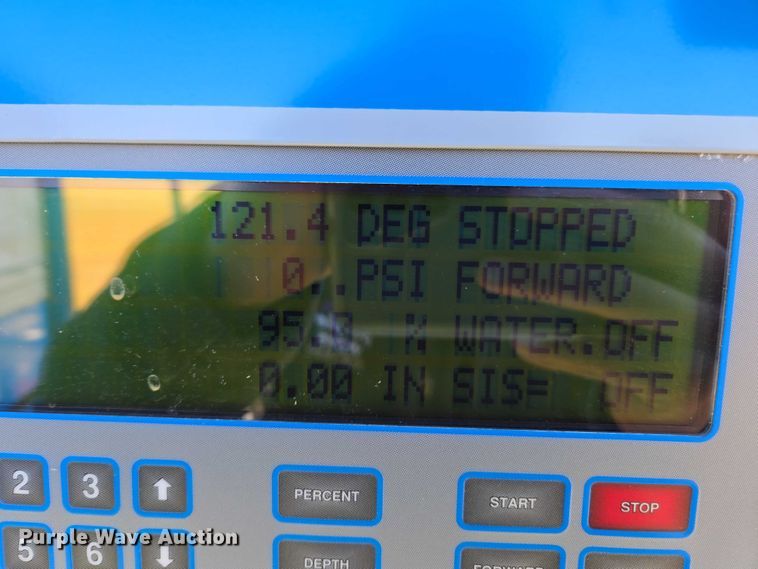 121.4 DEG STOPPED
0..PSI FORWARD
% WATER.OFF
0.00 IN SIS= OFF
2 3 ↑ PERCENT START STOP
5 6 ↓ DEPTH FORWARD
Purple Wave Auction